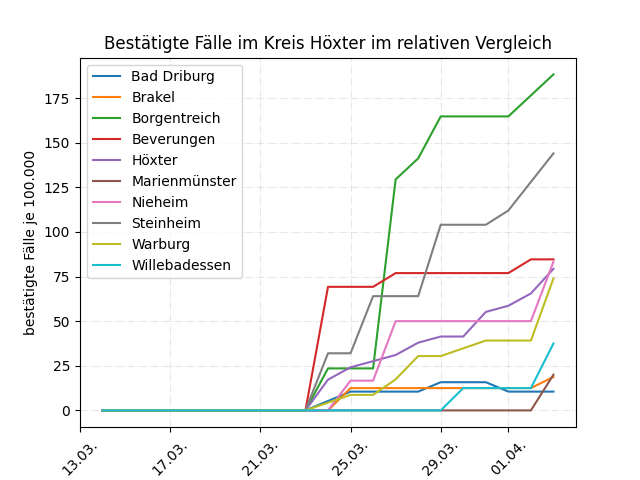 Bestätigte Fälle im Kreis Höxter im relativen Vergleich
bestätigte Fälle je 100.000
175
150
125
100
75
50
25
0
Bad Driburg
Brakel
Borgentreich
Beverungen
Höxter
Marienmünster
Nieheim
Steinheim
Warburg
Willebadessen
13.03.
17.03.
21.03.
25.03.
29.03.
01.04.